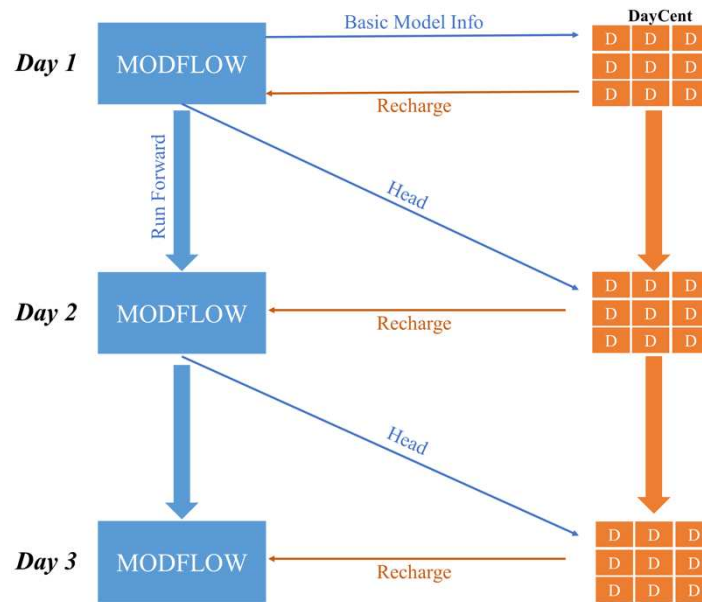 DayCent
Basic Model Info
D D D
Day 1
MODFLOW
D D D
Recharge
D D D
Run Forward
Head
D D D
Day 2
MODFLOW
D D D
Recharge
D D D
Head
D D D
Day 3
MODFLOW
D D D
Recharge
D D D